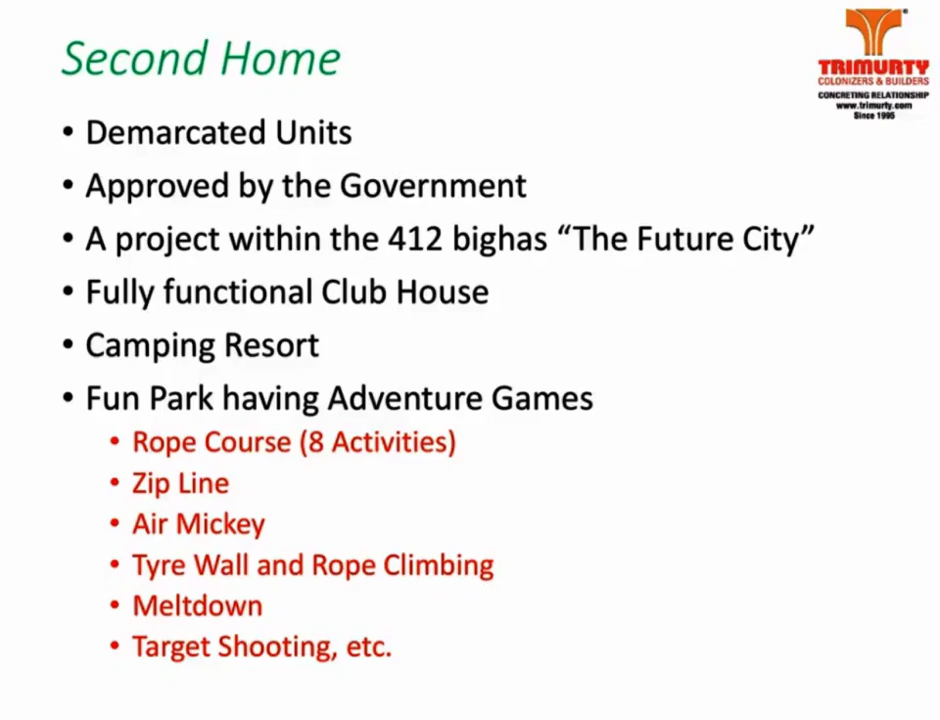 Second Home
TRIMURTY
COLONIZERS & BUILDERS
CONCRETING RELATIONSHIP
www.trimurty.com
Since 1995
• Demarcated Units
• Approved by the Government
• A project within the 412 bighas “The Future City”
• Fully functional Club House
• Camping Resort
• Fun Park having Adventure Games
• Rope Course (8 Activities)
• Zip Line
• Air Mickey
• Tyre Wall and Rope Climbing
• Meltdown
• Target Shooting, etc.